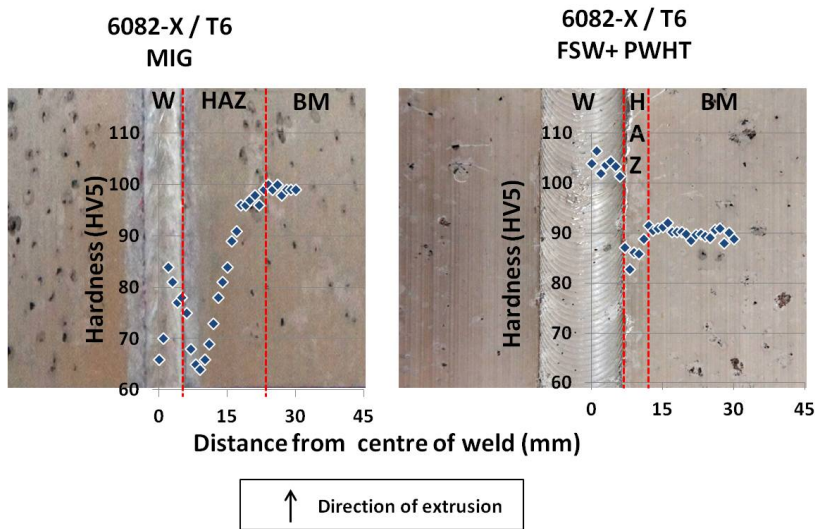 6082-X / T6
MIG
W HAZ BM
Hardness (HV5)
110
100
90
80
70
60
0 15 30 45
6082-X / T6
FSW+ PWHT
W H BM
A
Z
Hardness (HV5)
110
100
90
80
70
60
0 15 30 45
Distance from centre of weld (mm)
↑ Direction of extrusion